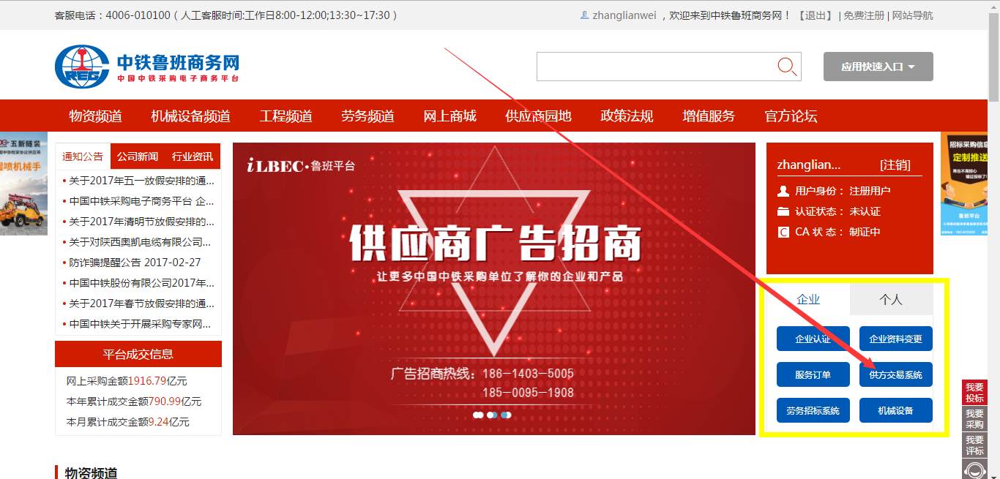 客服电话：4006-010100（人工客服时间:工作日8:00-12:00;13:30~17:30）
zhanglianwei ，欢迎来到中铁鲁班商务网！【退出】 | 免费注册 | 网站导航
CREC
中铁鲁班商务网
中国中铁采购电子商务平台
应用快速入口
物资频道 机械设备频道 工程频道 劳务频道 网上商城 供应商园地 政策法规 增值服务 官方论坛
五新隧装
湿喷机械手
通知公告 公司新闻 行业资讯
关于2017年五一放假安排的通...
中国中铁采购电子商务平台 企...
关于2017年清明节放假安排的...
关于对陕西奥凯电缆有限公司...
防诈骗提醒公告 2017-02-27
中国中铁股份有限公司2017年...
关于2017年春节放假安排的通...
中国中铁关于开展采购专家网...
平台成交信息
网上采购金额1916.79亿元
本年累计成交金额790.99亿元
本月累计成交金额9.24亿元
iLBEC·鲁班平台
供应商广告招商
让更多中国中铁采购单位了解你的企业和产品
广告招商热线：186-1403-5005
185-0095-1908
zhanglian... [注销]
用户身份： 注册用户
认证状态： 未认证
C CA 状 态： 制证中
企业 个人
企业认证 企业资料变更
服务订单 供方交易系统
劳务招标系统 机械设备
招标采购信息
定制推送
再也不用担心
错过投标了!
鲁班平台
我要
投标
我要
采购
我要
评标
物资频道